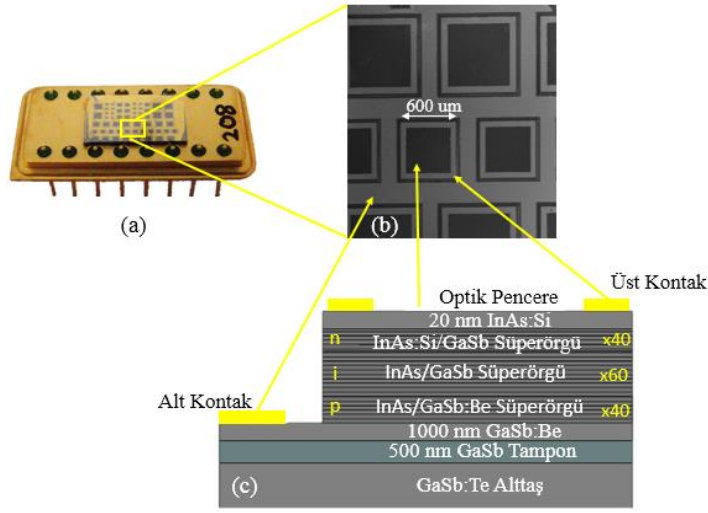 208
(a)
600 um
(b)
Üst Kontak
Optik Pencere
20 nm InAs:Si
n InAs:Si/GaSb Süperörgü x40
i InAs/GaSb Süperörgü x60
Alt Kontak
p InAs/GaSb:Be Süperörgü x40
1000 nm GaSb:Be
500 nm GaSb Tampon
(c) GaSb:Te Alttaş